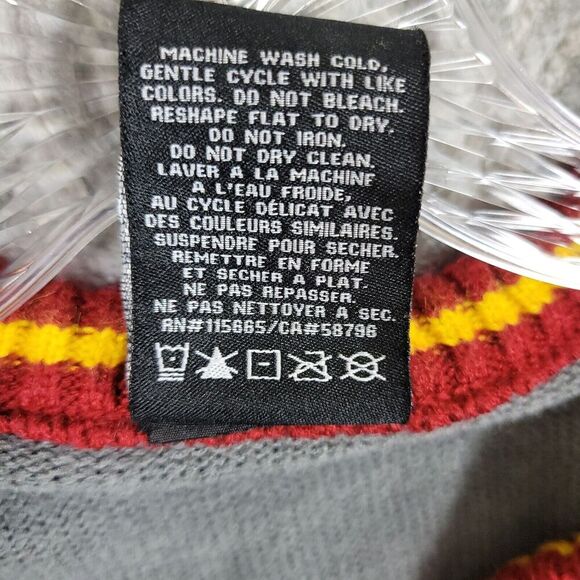 MACHINE WASH COLD,
GENTLE CYCLE WITH LIKE
COLORS. DO NOT BLEACH.
RESHAPE FLAT TO DRY.
DO NOT IRON.
DO NOT DRY CLEAN.
LAVER A LA MACHINE
A L'EAU FROIDE,
AU CYCLE DÉLICAT AVEC
DES COULEURS SIMILAIRES.
SUSPENDRE POUR SECHER.
REMETTRE EN FORME
ET SECHER A PLAT.
NE PAS REPASSER.
NE PAS NETTOYER A SEC.
RN#115665/CA#58796